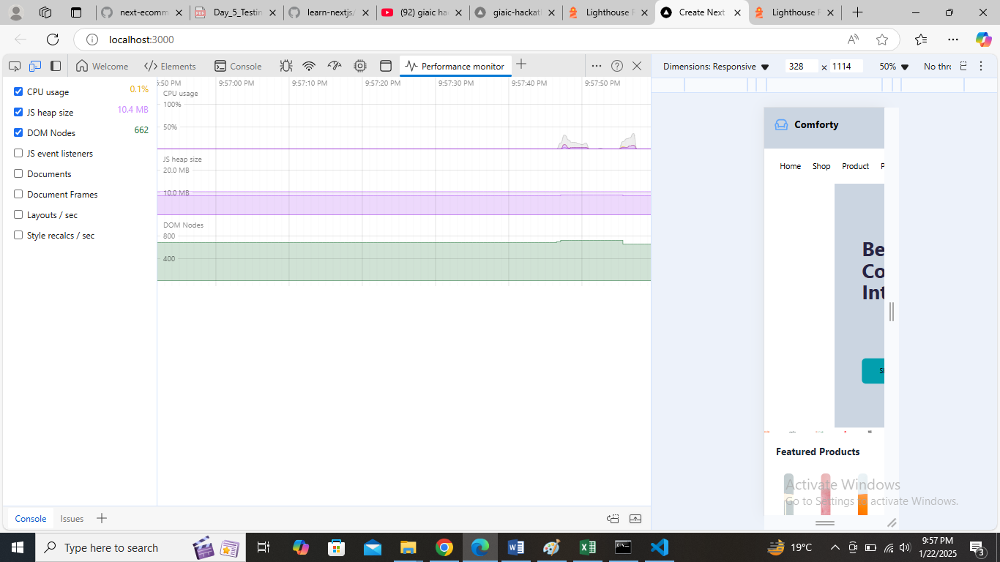 next-ecomm
Day_5_Testin
learn-nextjs/
(92) giaic ha
giaic-hackat
Lighthouse R
Create Next
Lighthouse R
localhost:3000
Welcome
Elements
Console
Performance monitor
Dimensions: Responsive
328 × 1114
50%
No thro
CPU usage 0.1%
JS heap size 10.4 MB
DOM Nodes 662
JS event listeners
Documents
Document Frames
Layouts / sec
Style recalcs / sec
:50 PM
9:57:00 PM
9:57:10 PM
9:57:20 PM
9:57:30 PM
9:57:40 PM
9:57:50 PM
CPU usage
100%
50%
JS heap size
20.0 MB
10.0 MB
DOM Nodes
800
400
Comforty
Home Shop Product P
Be
Co
Int
Featured Products
Activate Windows
Go to Settings to activate Windows.
Console
Issues
Type here to search
19°C
9:57 PM
1/22/2025
3